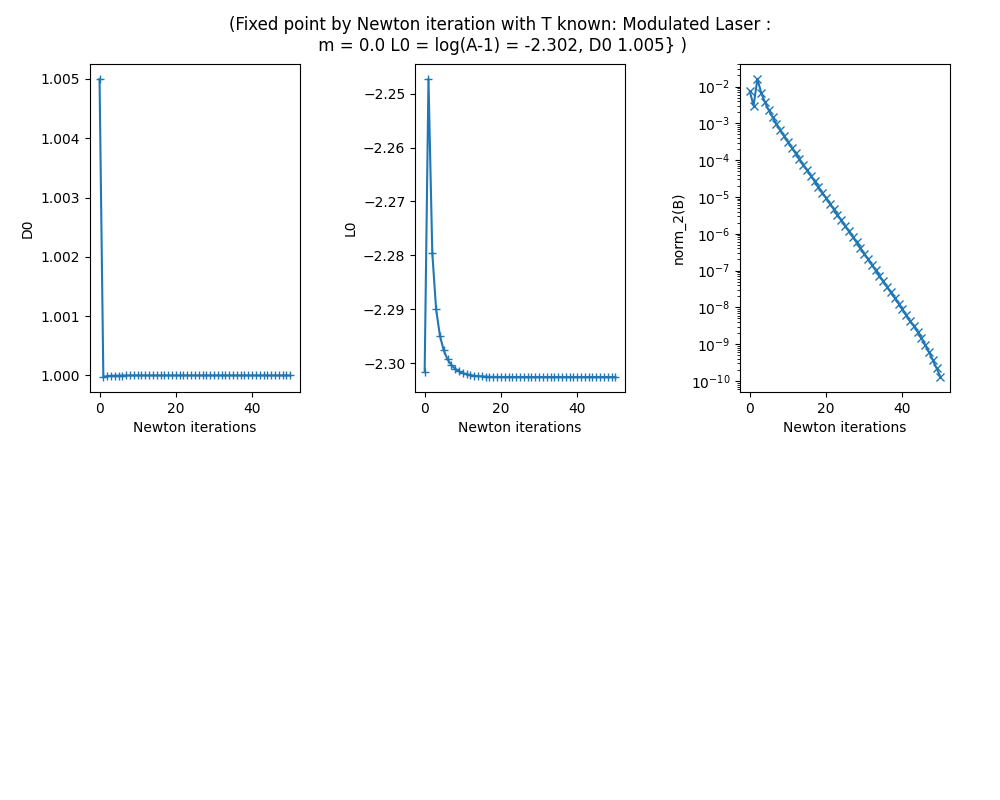 (Fixed point by Newton iteration with T known: Modulated Laser :
m = 0.0 L0 = log(A-1) = -2.302, D0 1.005} )
1.005
1.004
1.003
1.002
1.001
1.000
D0
0 20 40
Newton iterations
−2.25
−2.26
−2.27
−2.28
−2.29
−2.30
L0
0 20 40
Newton iterations
10⁻²
10⁻³
10⁻⁴
10⁻⁵
10⁻⁶
10⁻⁷
10⁻⁸
10⁻⁹
10⁻¹⁰
norm_2(B)
0 20 40
Newton iterations